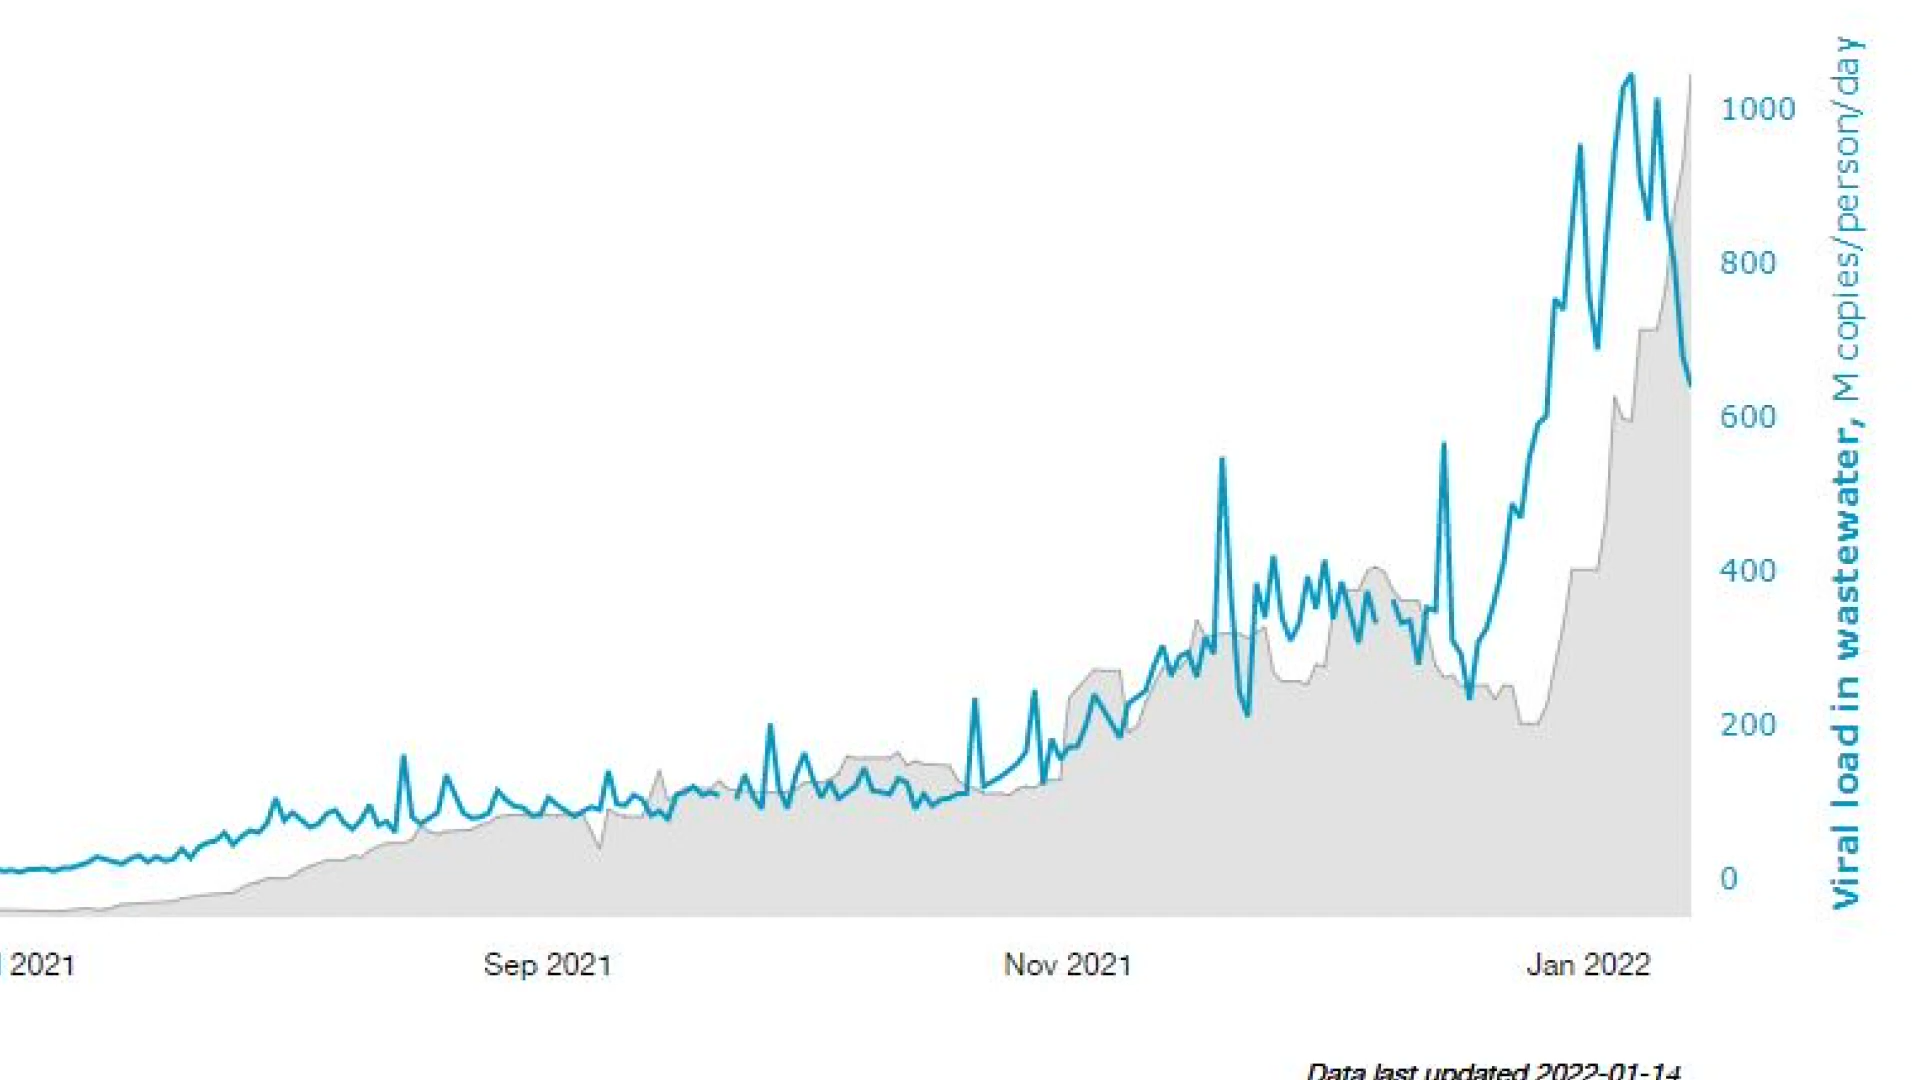 1000
800
600
400
200
0
Viral load in wastewater, M copies/person/day
2021
Sep 2021
Nov 2021
Jan 2022
Data last updated 2022-01-14